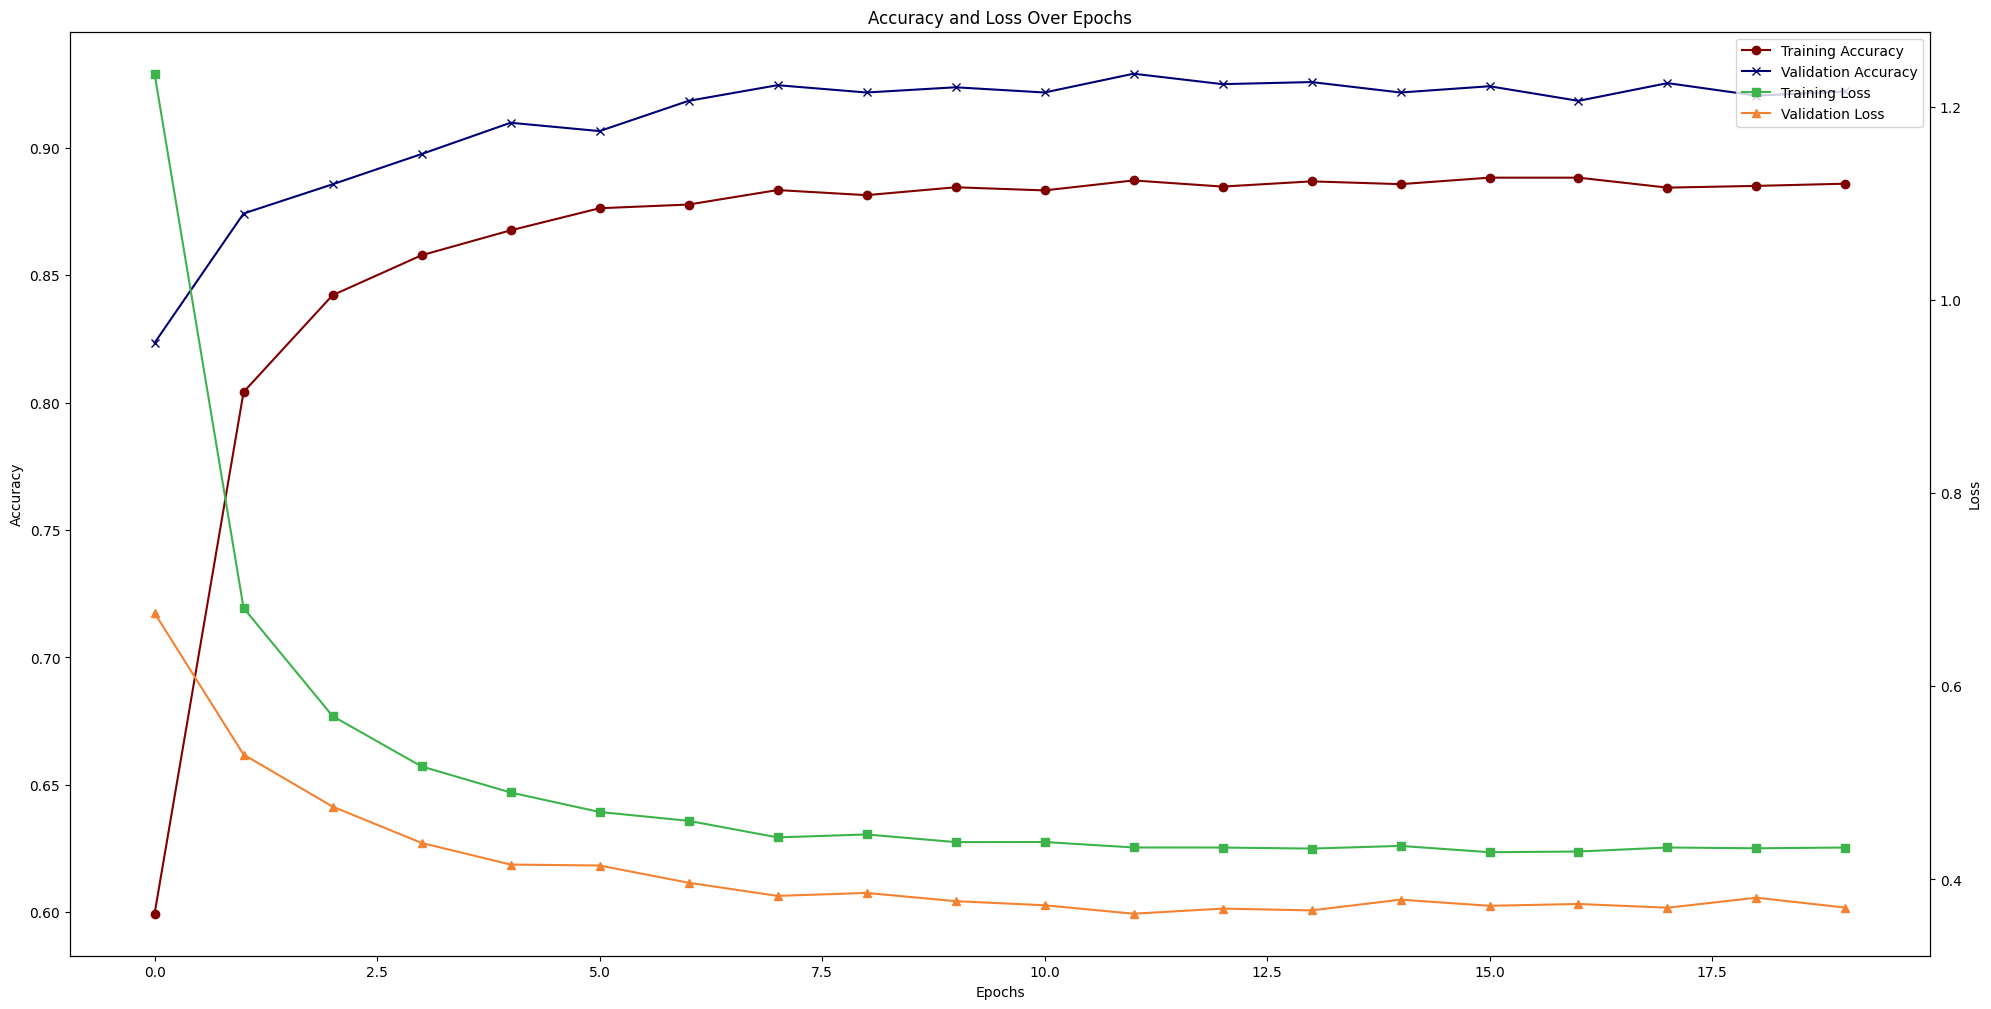 Accuracy and Loss Over Epochs
Training Accuracy
Validation Accuracy
Training Loss
Validation Loss
0.90
0.85
0.80
0.75
0.70
0.65
0.60
Accuracy
1.2
1.0
0.8
0.6
0.4
Loss
0.0 2.5 5.0 7.5 10.0 12.5 15.0 17.5
Epochs